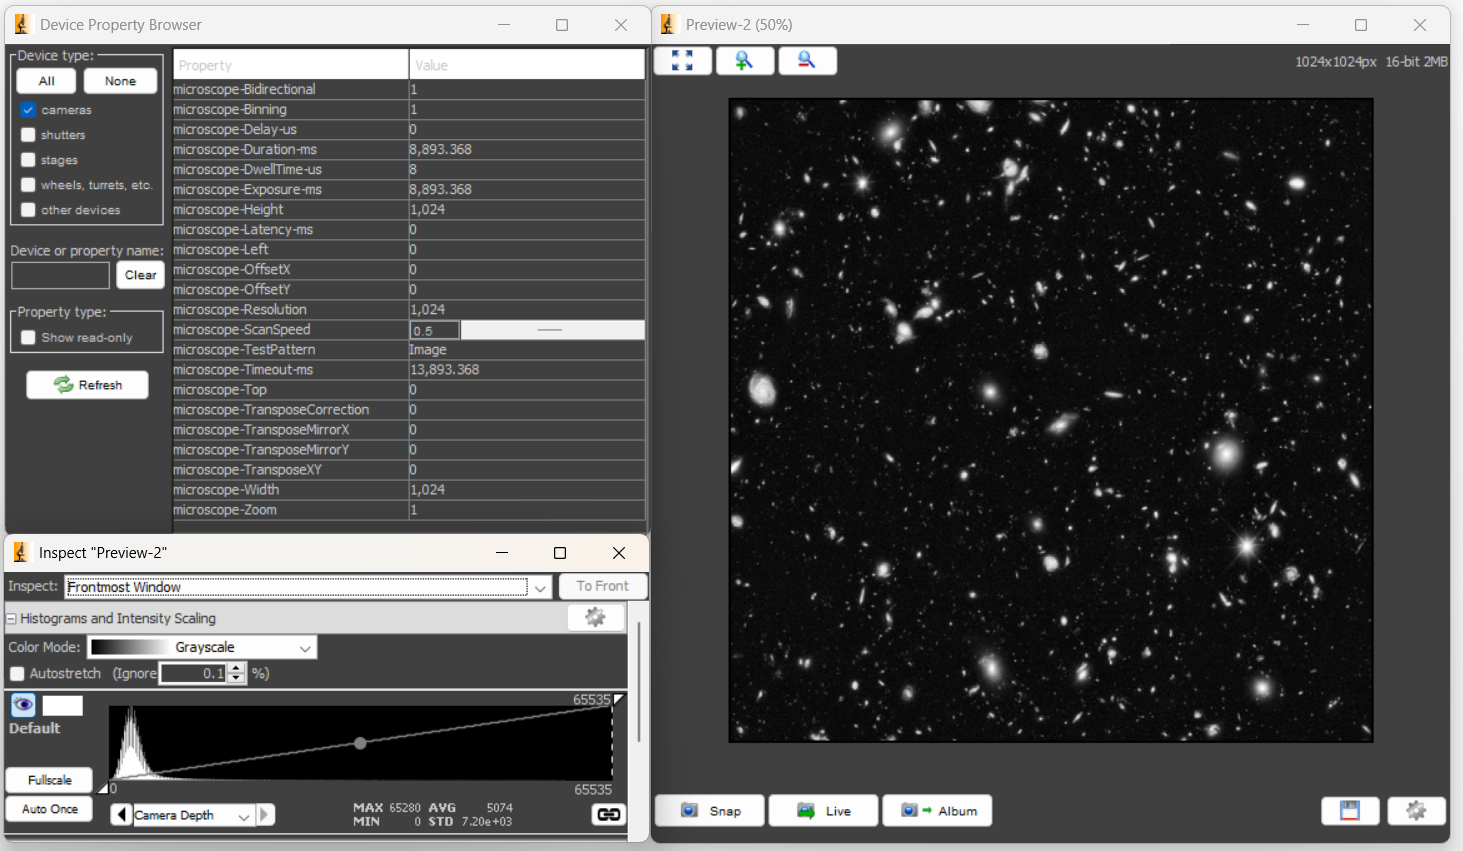 Device Property Browser
Device type:
All None
cameras
shutters
stages
wheels, turrets, etc.
other devices
Device or property name:
Clear
Property type:
Show read-only
Refresh
Property Value
microscope-Bidirectional 1
microscope-Binning 1
microscope-Delay-us 0
microscope-Duration-ms 8,893.368
microscope-DwellTime-us 8
microscope-Exposure-ms 8,893.368
microscope-Height 1,024
microscope-Latency-ms 0
microscope-Left 0
microscope-OffsetX 0
microscope-OffsetY 0
microscope-Resolution 1,024
microscope-ScanSpeed 0.5
microscope-TestPattern Image
microscope-Timeout-ms 13,893.368
microscope-Top 0
microscope-TransposeCorrection 0
microscope-TransposeMirrorX 0
microscope-TransposeMirrorY 0
microscope-TransposeXY 0
microscope-Width 1,024
microscope-Zoom 1
Inspect "Preview-2"
Inspect: Frontmost Window To Front
Histograms and Intensity Scaling
Color Mode: Grayscale
Autostretch (Ignore 0.1 %)
65535
Default
Fullscale
0 65535
Auto Once
Camera Depth
MAX 65280 AVG 5074
MIN 0 STD 7.20e+03
Preview-2 (50%)
1024x1024px 16-bit 2MB
Snap Live Album